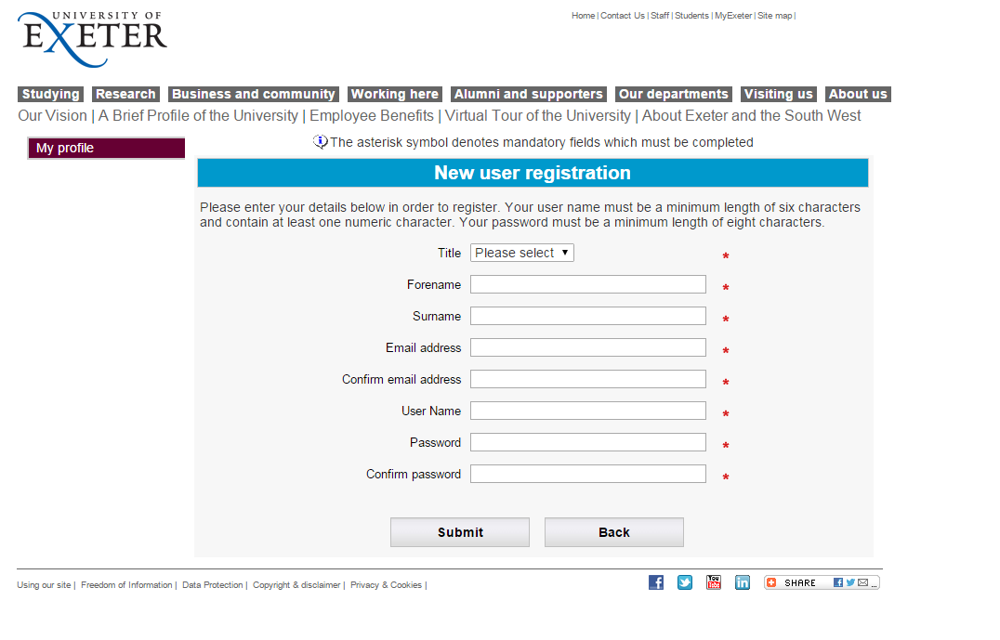 UNIVERSITY OF
EXETER
Home | Contact Us | Staff | Students | MyExeter | Site map |
Studying Research Business and community Working here Alumni and supporters Our departments Visiting us About us
Our Vision | A Brief Profile of the University | Employee Benefits | Virtual Tour of the University | About Exeter and the South West
My profile
The asterisk symbol denotes mandatory fields which must be completed
New user registration
Please enter your details below in order to register. Your user name must be a minimum length of six characters
and contain at least one numeric character. Your password must be a minimum length of eight characters.
Title Please select *
Forename *
Surname *
Email address *
Confirm email address *
User Name *
Password *
Confirm password *
Submit Back
Using our site | Freedom of Information | Data Protection | Copyright & disclaimer | Privacy & Cookies |
f You Tube in SHARE f ...